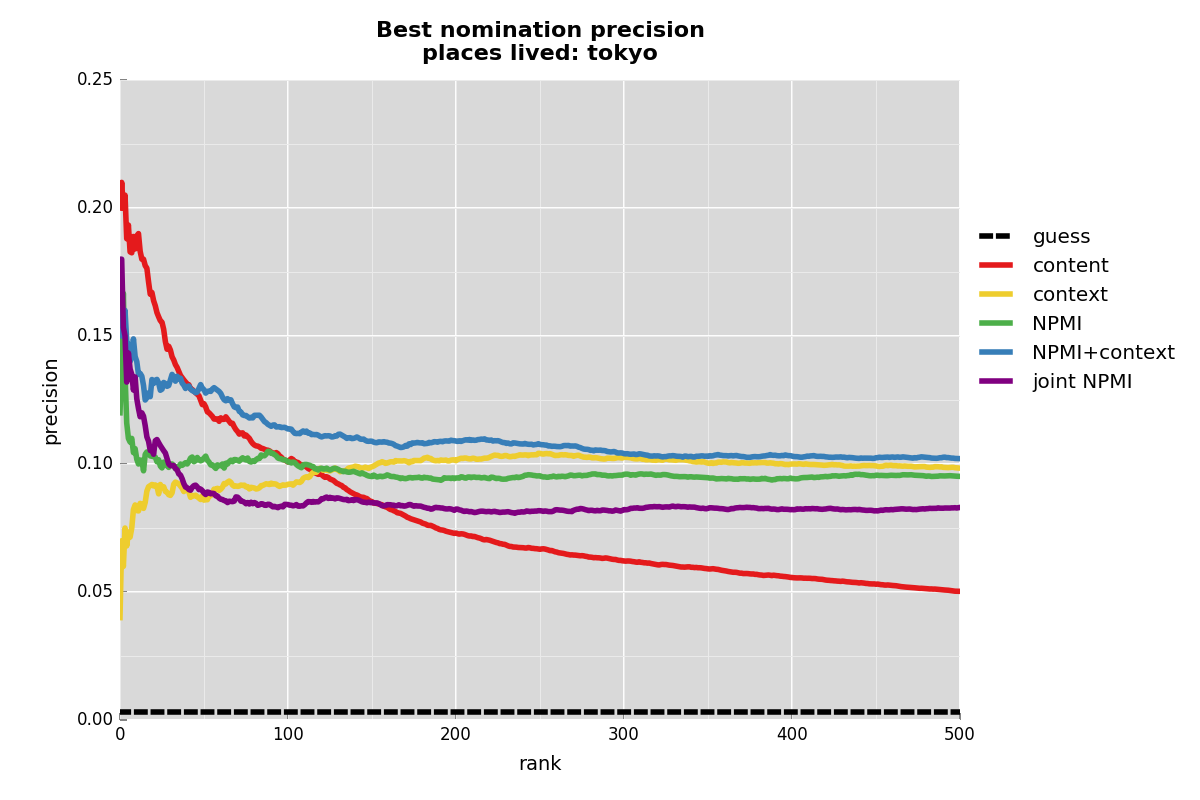 Best nomination precision
places lived: tokyo
0.25
0.20
0.15
0.10
0.05
0.00
precision
0
100
200
300
400
500
rank
guess
content
context
NPMI
NPMI+context
joint NPMI